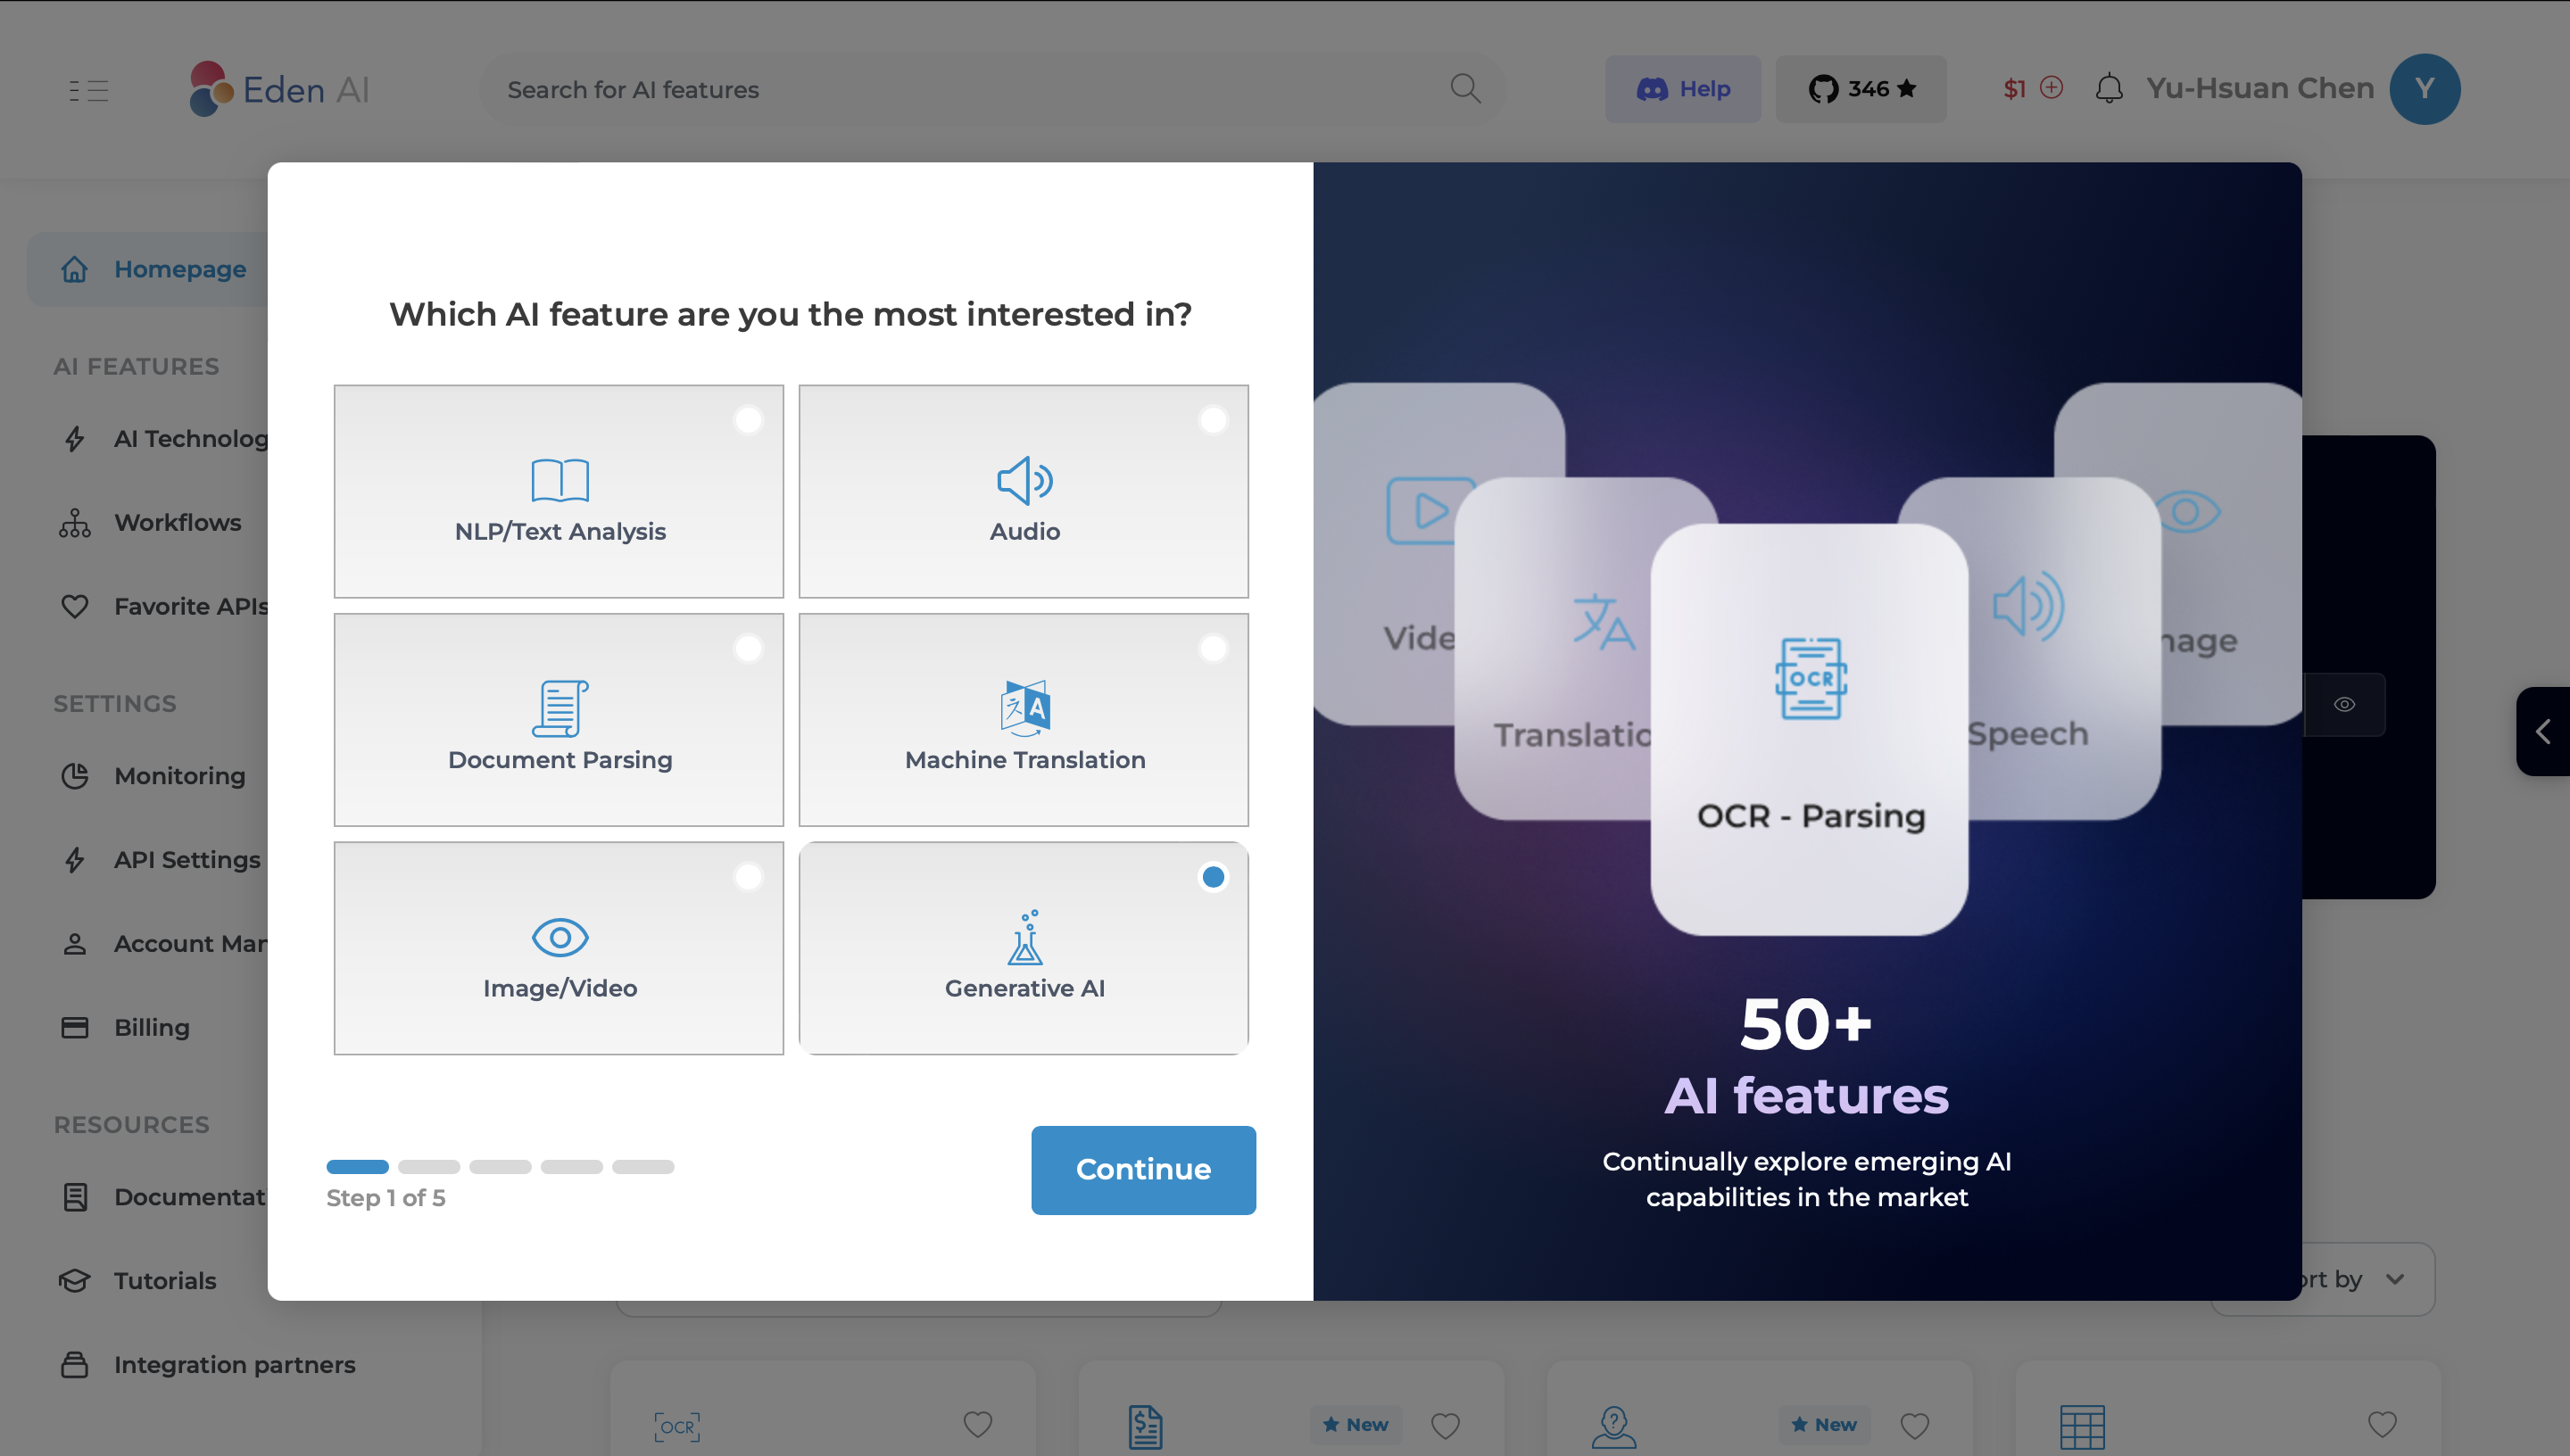 Eden AI
Search for AI features
Help
346
$1
Yu-Hsuan Chen
Y
Homepage
AI FEATURES
AI Technolog
Workflows
Favorite APIs
SETTINGS
Monitoring
API Settings
Account Man
Billing
RESOURCES
Documentati
Tutorials
Integration partners
Which AI feature are you the most interested in?
NLP/Text Analysis
Audio
Document Parsing
Machine Translation
Image/Video
Generative AI
Step 1 of 5
Continue
Vide
Translatio
OCR
OCR - Parsing
Speech
mage
50+
AI features
Continually explore emerging AI
capabilities in the market
ort by
OCR
New
New